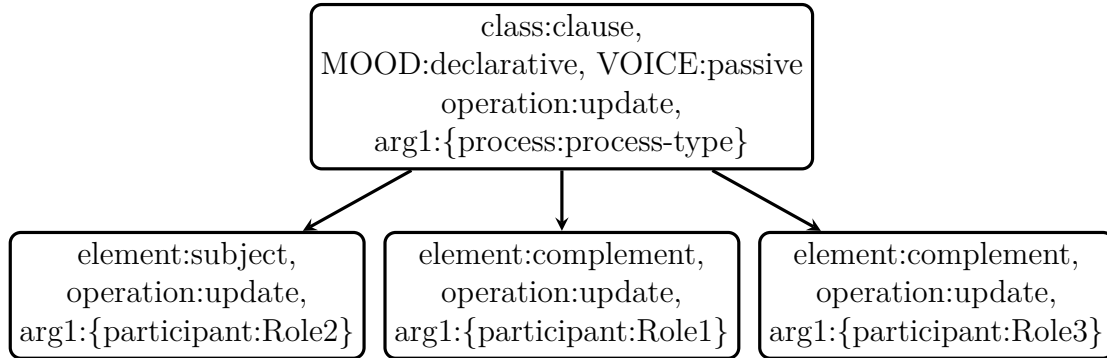 class:clause,
MOOD:declarative, VOICE:passive
operation:update,
arg1:{process:process-type}
element:subject,
operation:update,
arg1:{participant:Role2}
element:complement,
operation:update,
arg1:{participant:Role1}
element:complement,
operation:update,
arg1:{participant:Role3}